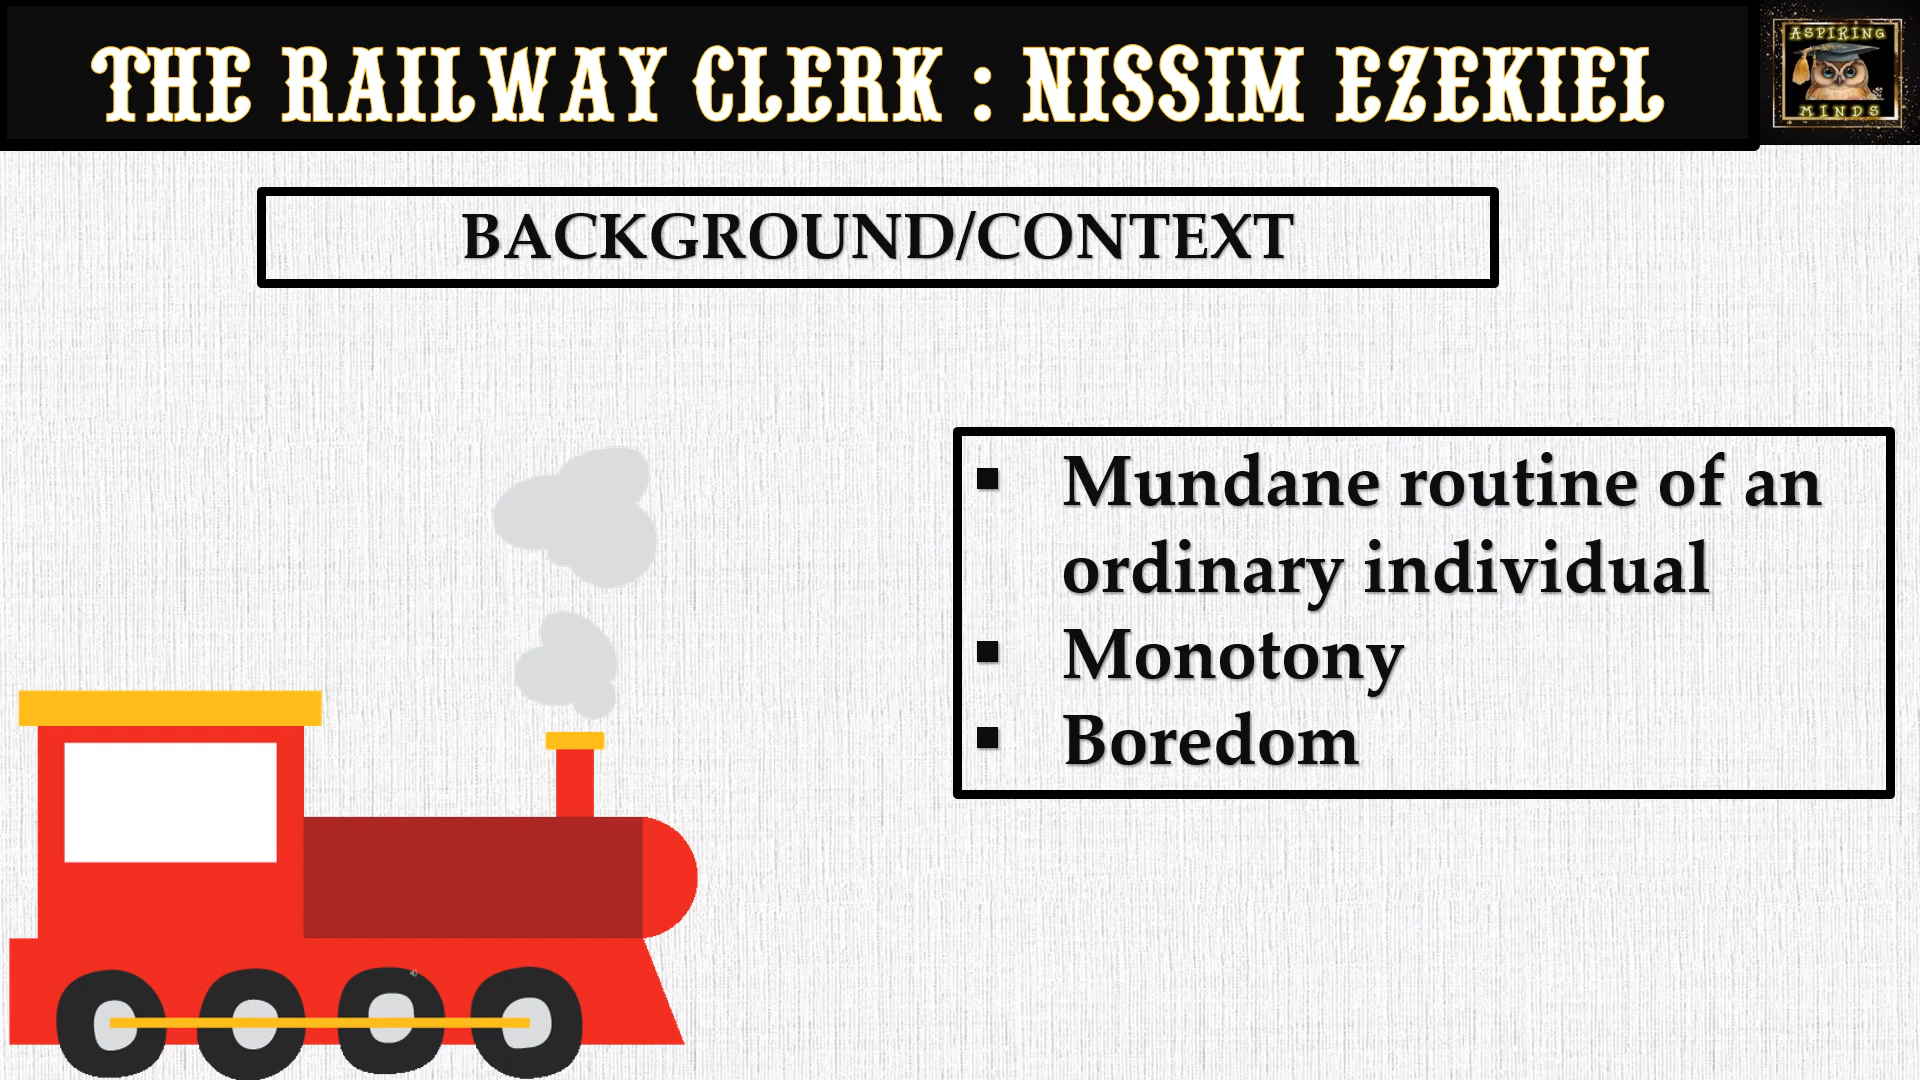 THE RAILWAY CLERK : NISSIM EZEKIEL
ASPIRING
MINDS
BACKGROUND/CONTEXT
▪ Mundane routine of an
ordinary individual
▪ Monotony
▪ Boredom